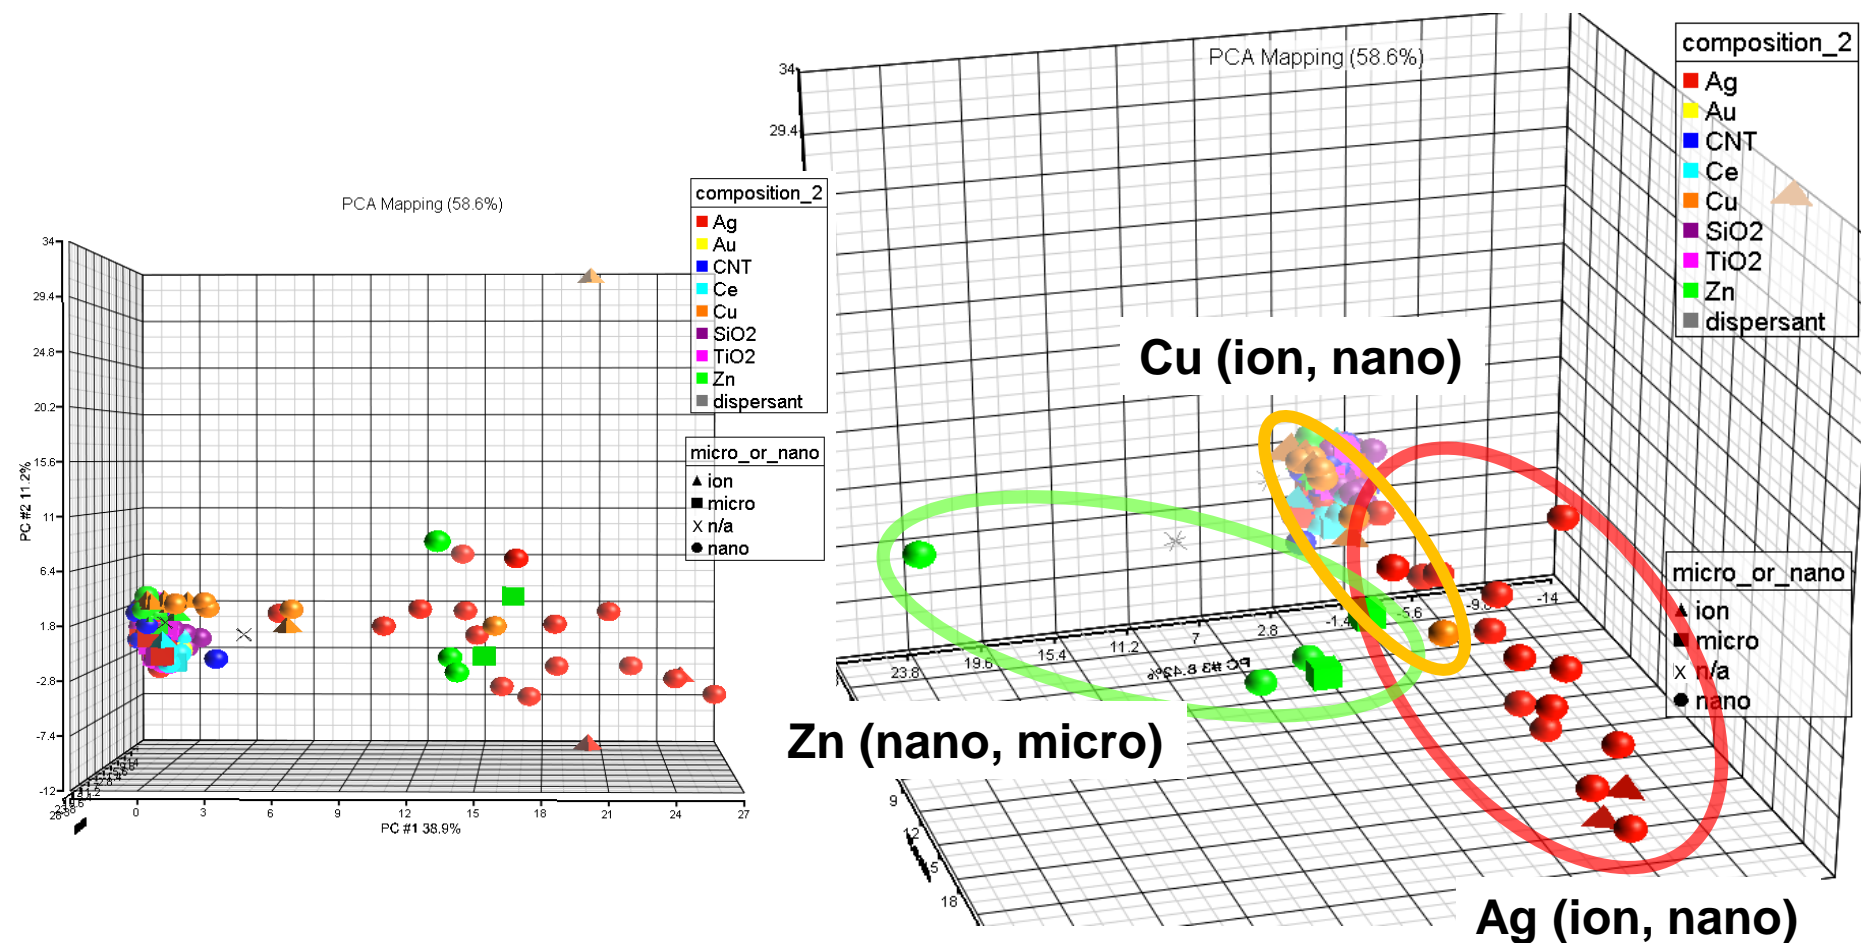 PCA Mapping (58.6%)
composition_2
Ag
Au
CNT
Ce
Cu
SiO2
TiO2
Zn
dispersant
micro_or_nano
ion
micro
n/a
nano
34
29.4
24.8
20.2
15.6
11
6.4
1.8
-2.8
-7.4
-12
PC #2 11.2%
0
3
6
9
12
15
18
21
24
27
PC #1 38.9%
PCA Mapping (58.6%)
34
29.4
composition_2
Ag
Au
CNT
Ce
Cu
SiO2
TiO2
Zn
dispersant
Cu (ion, nano)
micro_or_nano
ion
micro
n/a
nano
23.8
19.6
15.4
11.2
7
2.8
-1.4
-5.6
-9.8
-14
PC #3 8.43%
Zn (nano, micro)
9
12
15
18
Ag (ion, nano)